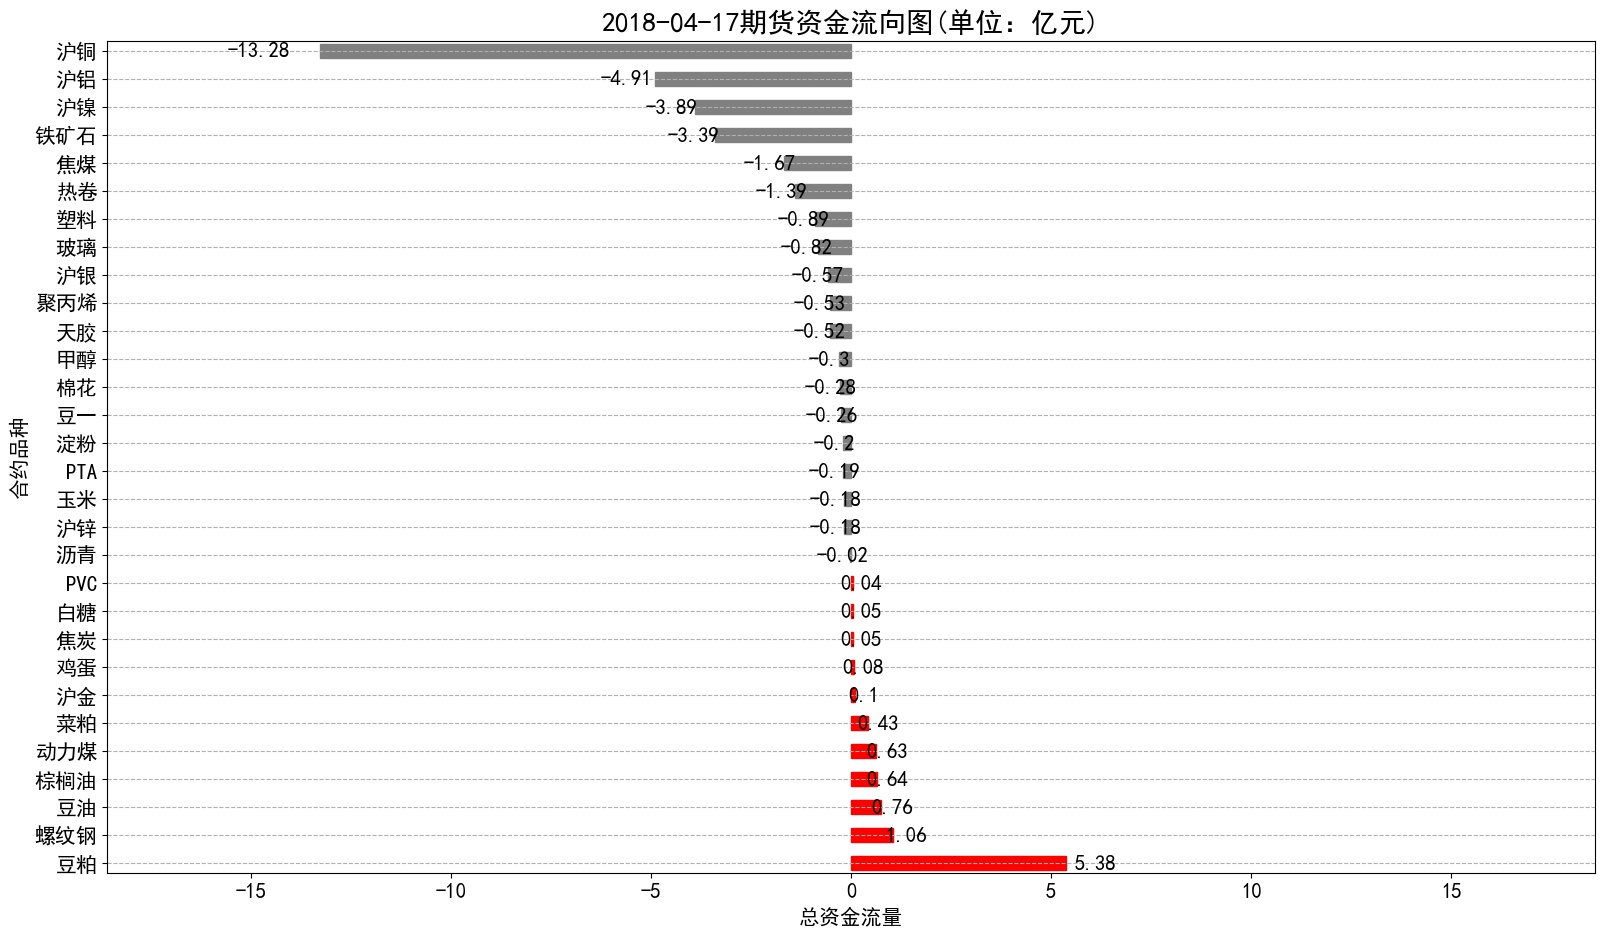 2018-04-17期货资金流向图(单位：亿元)
沪铜 -13.28
沪铝 -4.91
沪镍 -3.89
铁矿石 -3.39
焦煤 -1.67
热卷 -1.39
塑料 -0.89
玻璃 -0.82
沪银 -0.57
聚丙烯 -0.53
天胶 -0.52
甲醇 -0.3
棉花 -0.28
豆一 -0.26
淀粉 -0.2
PTA -0.19
玉米 -0.18
沪锌 -0.18
沥青 -0.02
PVC 0.04
白糖 0.05
焦炭 0.05
鸡蛋 0.08
沪金 0.1
菜粕 0.43
动力煤 0.63
棕榈油 0.64
豆油 0.76
螺纹钢 1.06
豆粕 5.38
合约品种
-15 -10 -5 0 5 10 15
总资金流量